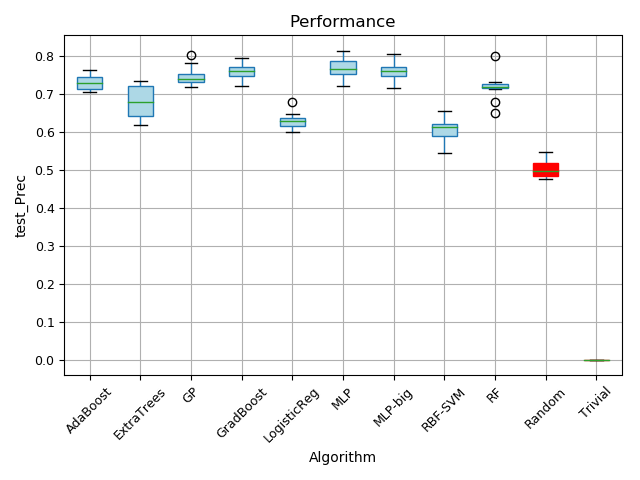 Performance
0.8
0.7
0.6
0.5
0.4
0.3
0.2
0.1
0.0
test_Prec
AdaBoost
ExtraTrees
GP
GradBoost
LogisticReg
MLP
MLP-big
RBF-SVM
RF
Random
Trivial
Algorithm